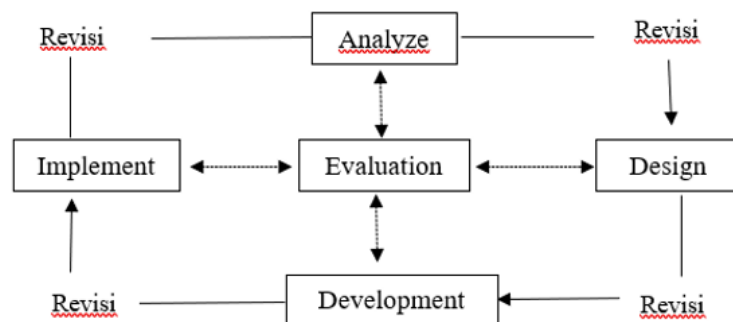 Revisi
Analyze
Revisi
Implement
Evaluation
Design
Revisi
Development
Revisi